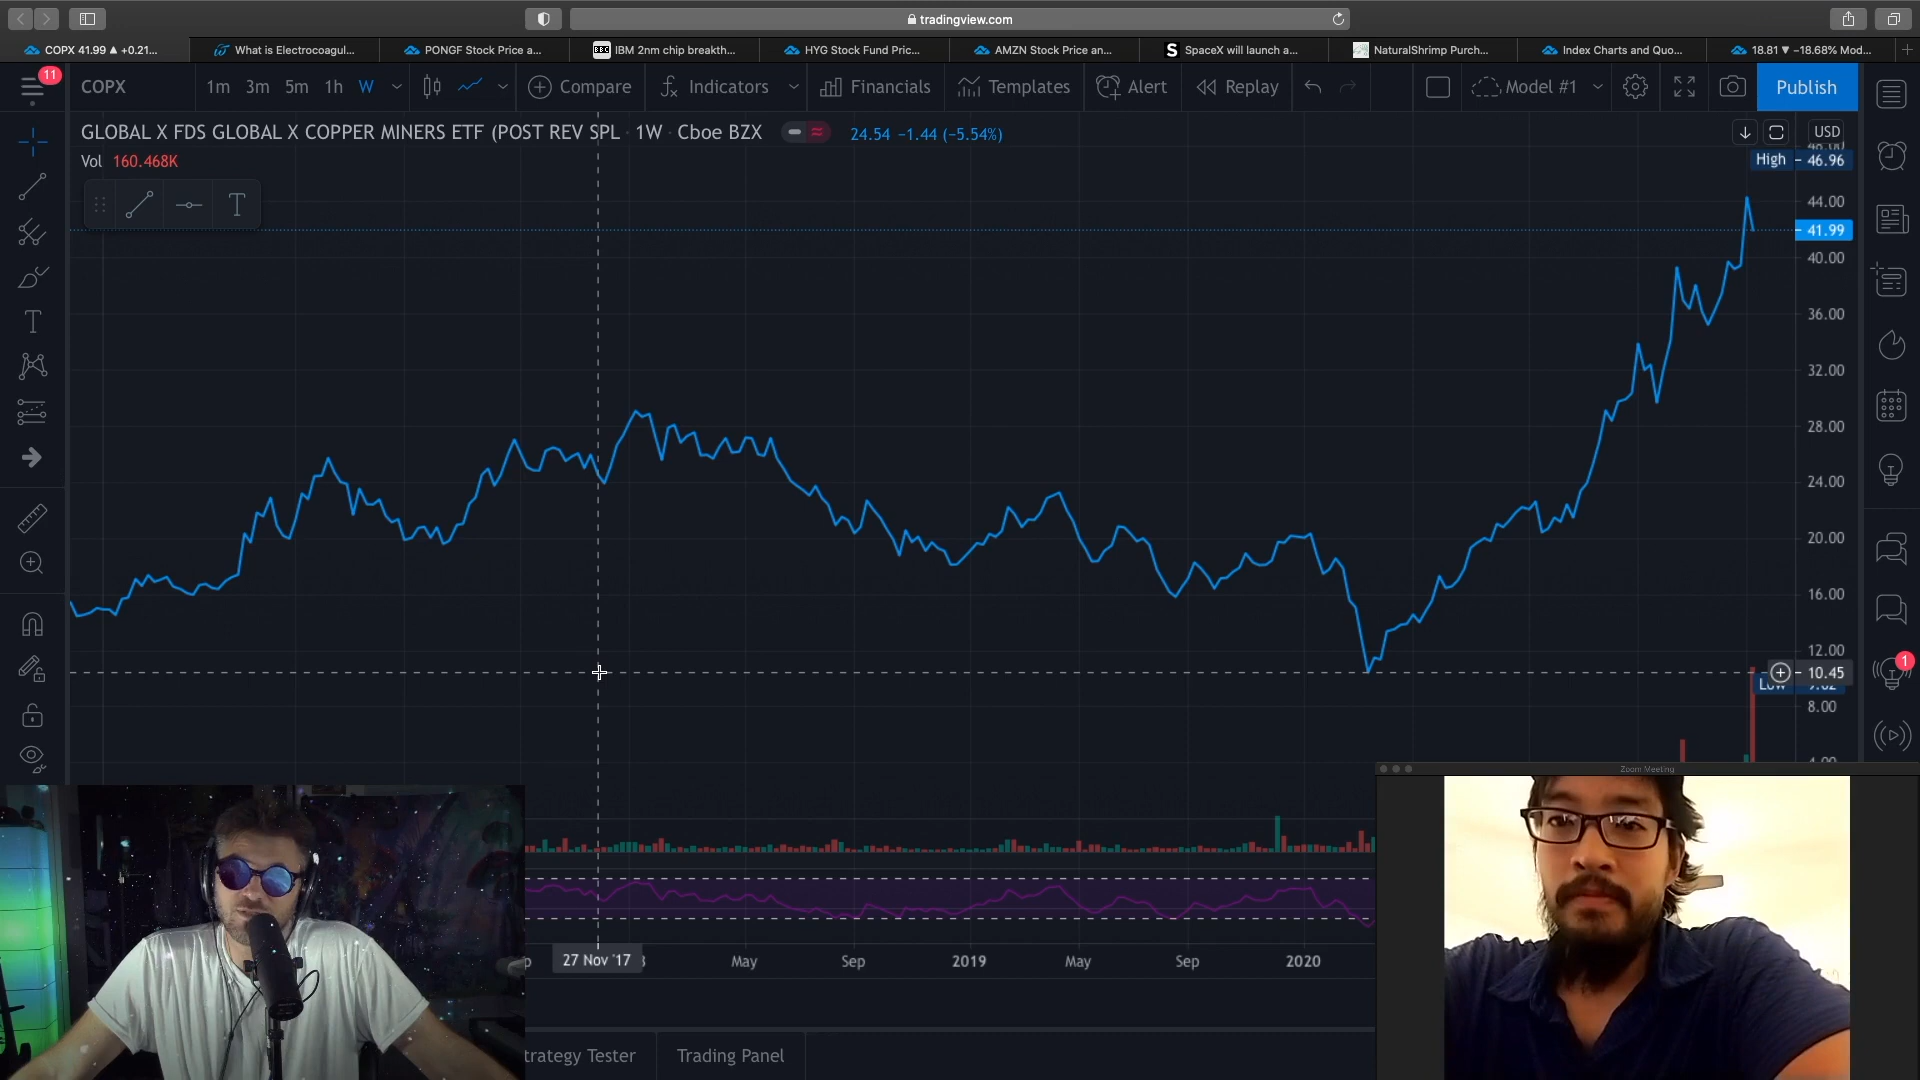 tradingview.com
COPX 41.99 ▲ +0.21...
What is Electrocoagul...
PONGF Stock Price a...
BBC IBM 2nm chip breakth...
HYG Stock Fund Pric...
AMZN Stock Price an...
S SpaceX will launch a...
NaturalShrimp Purch...
Index Charts and Quo...
18.81 ▼ −18.68% Mod...
11
COPX
1m 3m 5m 1h W
Compare
Indicators
Financials
Templates
Alert
Replay
Model #1
Publish
GLOBAL X FDS GLOBAL X COPPER MINERS ETF (POST REV SPL · 1W · Cboe BZX
24.54 −1.44 (−5.54%)
USD
Vol 160.468K
T
T
High 46.96
44.00
41.99
40.00
36.00
32.00
28.00
24.00
20.00
16.00
12.00
10.45
Low
8.00
1
Zoom Meeting
27 Nov '17
May
Sep
2019
May
Sep
2020
trategy Tester
Trading Panel